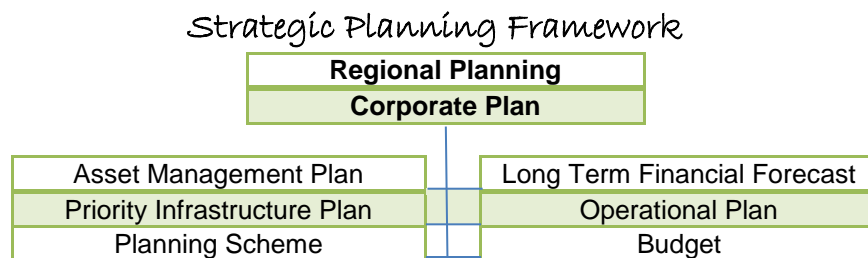 Strategic Planning Framework
Regional Planning
Corporate Plan
Asset Management Plan Long Term Financial Forecast
Priority Infrastructure Plan Operational Plan
Planning Scheme Budget